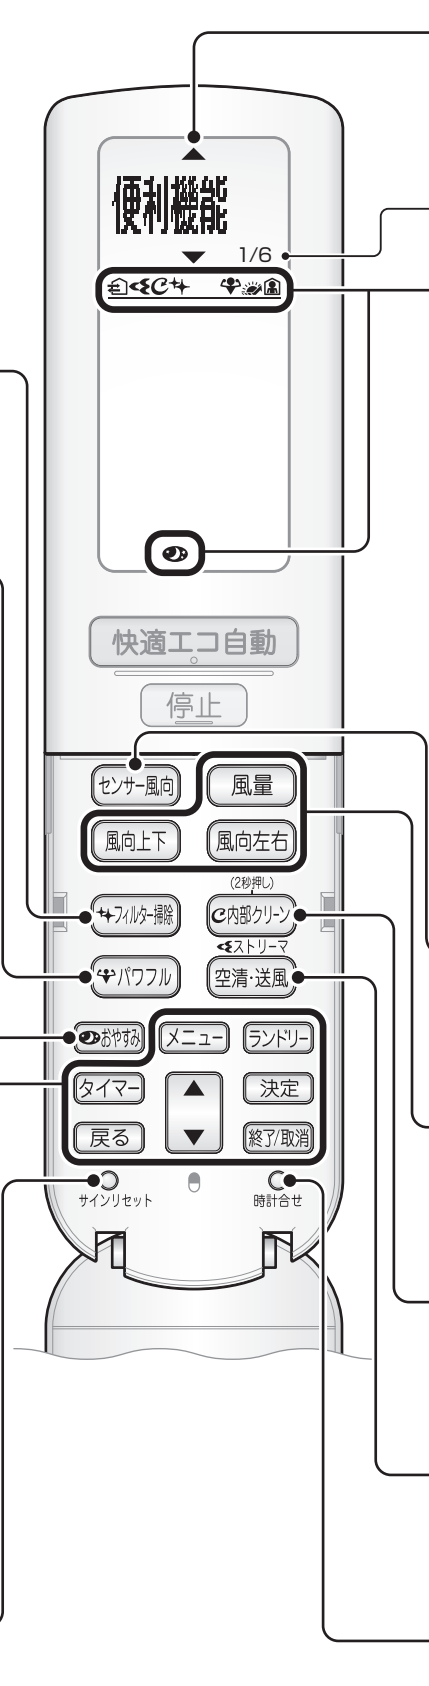 便利機能
1/6
快適エコ自動
停止
センサー風向
風量
風向上下
風向左右
(2秒押し)
フィルター掃除
内部クリーン
ストリーマ
パワフル
空清・送風
おやすみ
メニュー
ランドリー
タイマー
決定
戻る
終了/取消
サインリセット
時計合せ